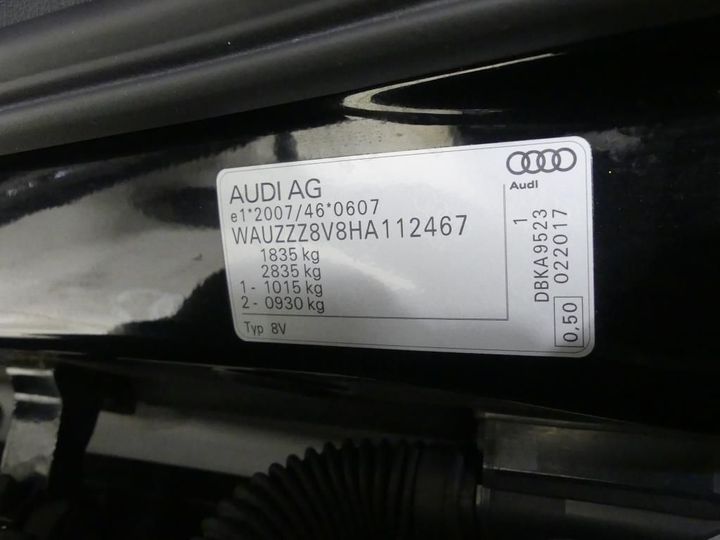 AUDI AG
e1*2007/46*0607
WAUZZZ8V8HA112467
1835 kg
2835 kg
1 - 1015 kg
2 - 0930 kg
Typ 8V
Audi
1
DBKA9523
022017
0,50